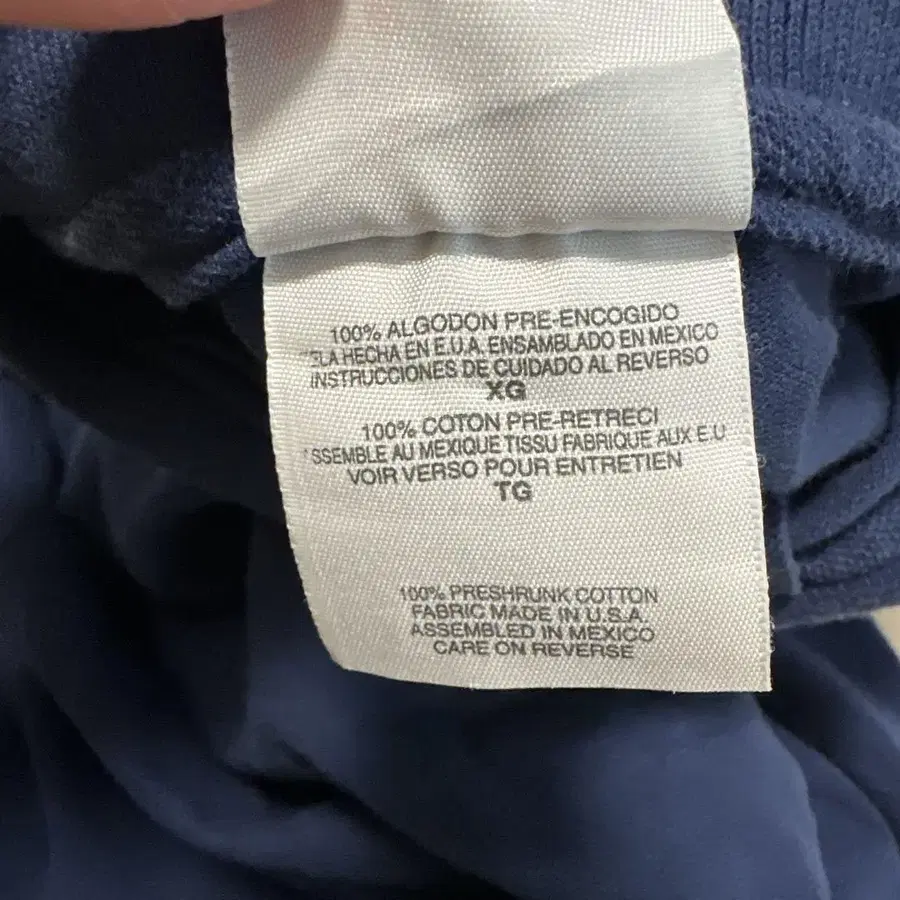 100% ALGODON PRE-ENCOGIDO
ELA HECHA EN E.U.A. ENSAMBLADO EN MEXICO
INSTRUCCIONES DE CUIDADO AL REVERSO
XG
100% COTON PRE-RETRECI
SSEMBLE AU MEXIQUE TISSU FABRIQUE AUX E.U
VOIR VERSO POUR ENTRETIEN
TG
100% PRESHRUNK COTTON
FABRIC MADE IN U.S.A.
ASSEMBLED IN MEXICO
CARE ON REVERSE